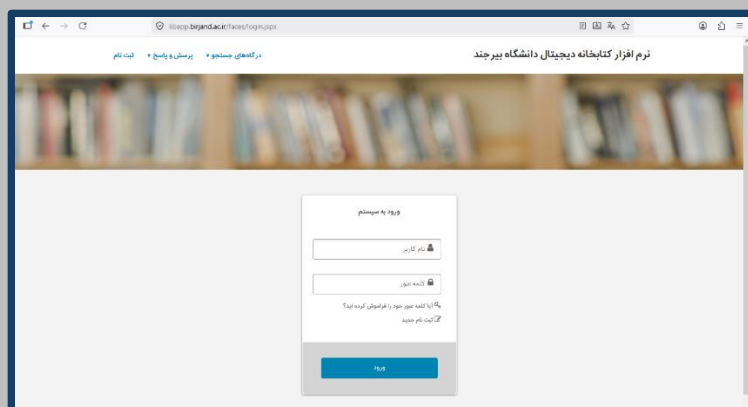 libapp.birjand.ac.ir/faces/login.jspx
نرم افزار کتابخانه دیجیتال دانشگاه بیرجند
درگاه‌های جستجو پرسش و پاسخ ثبت نام
ورود به سیستم
نام کاربر
کلمه عبور
آیا کلمه عبور خود را فراموش کرده اید؟
ثبت نام جدید
ورود